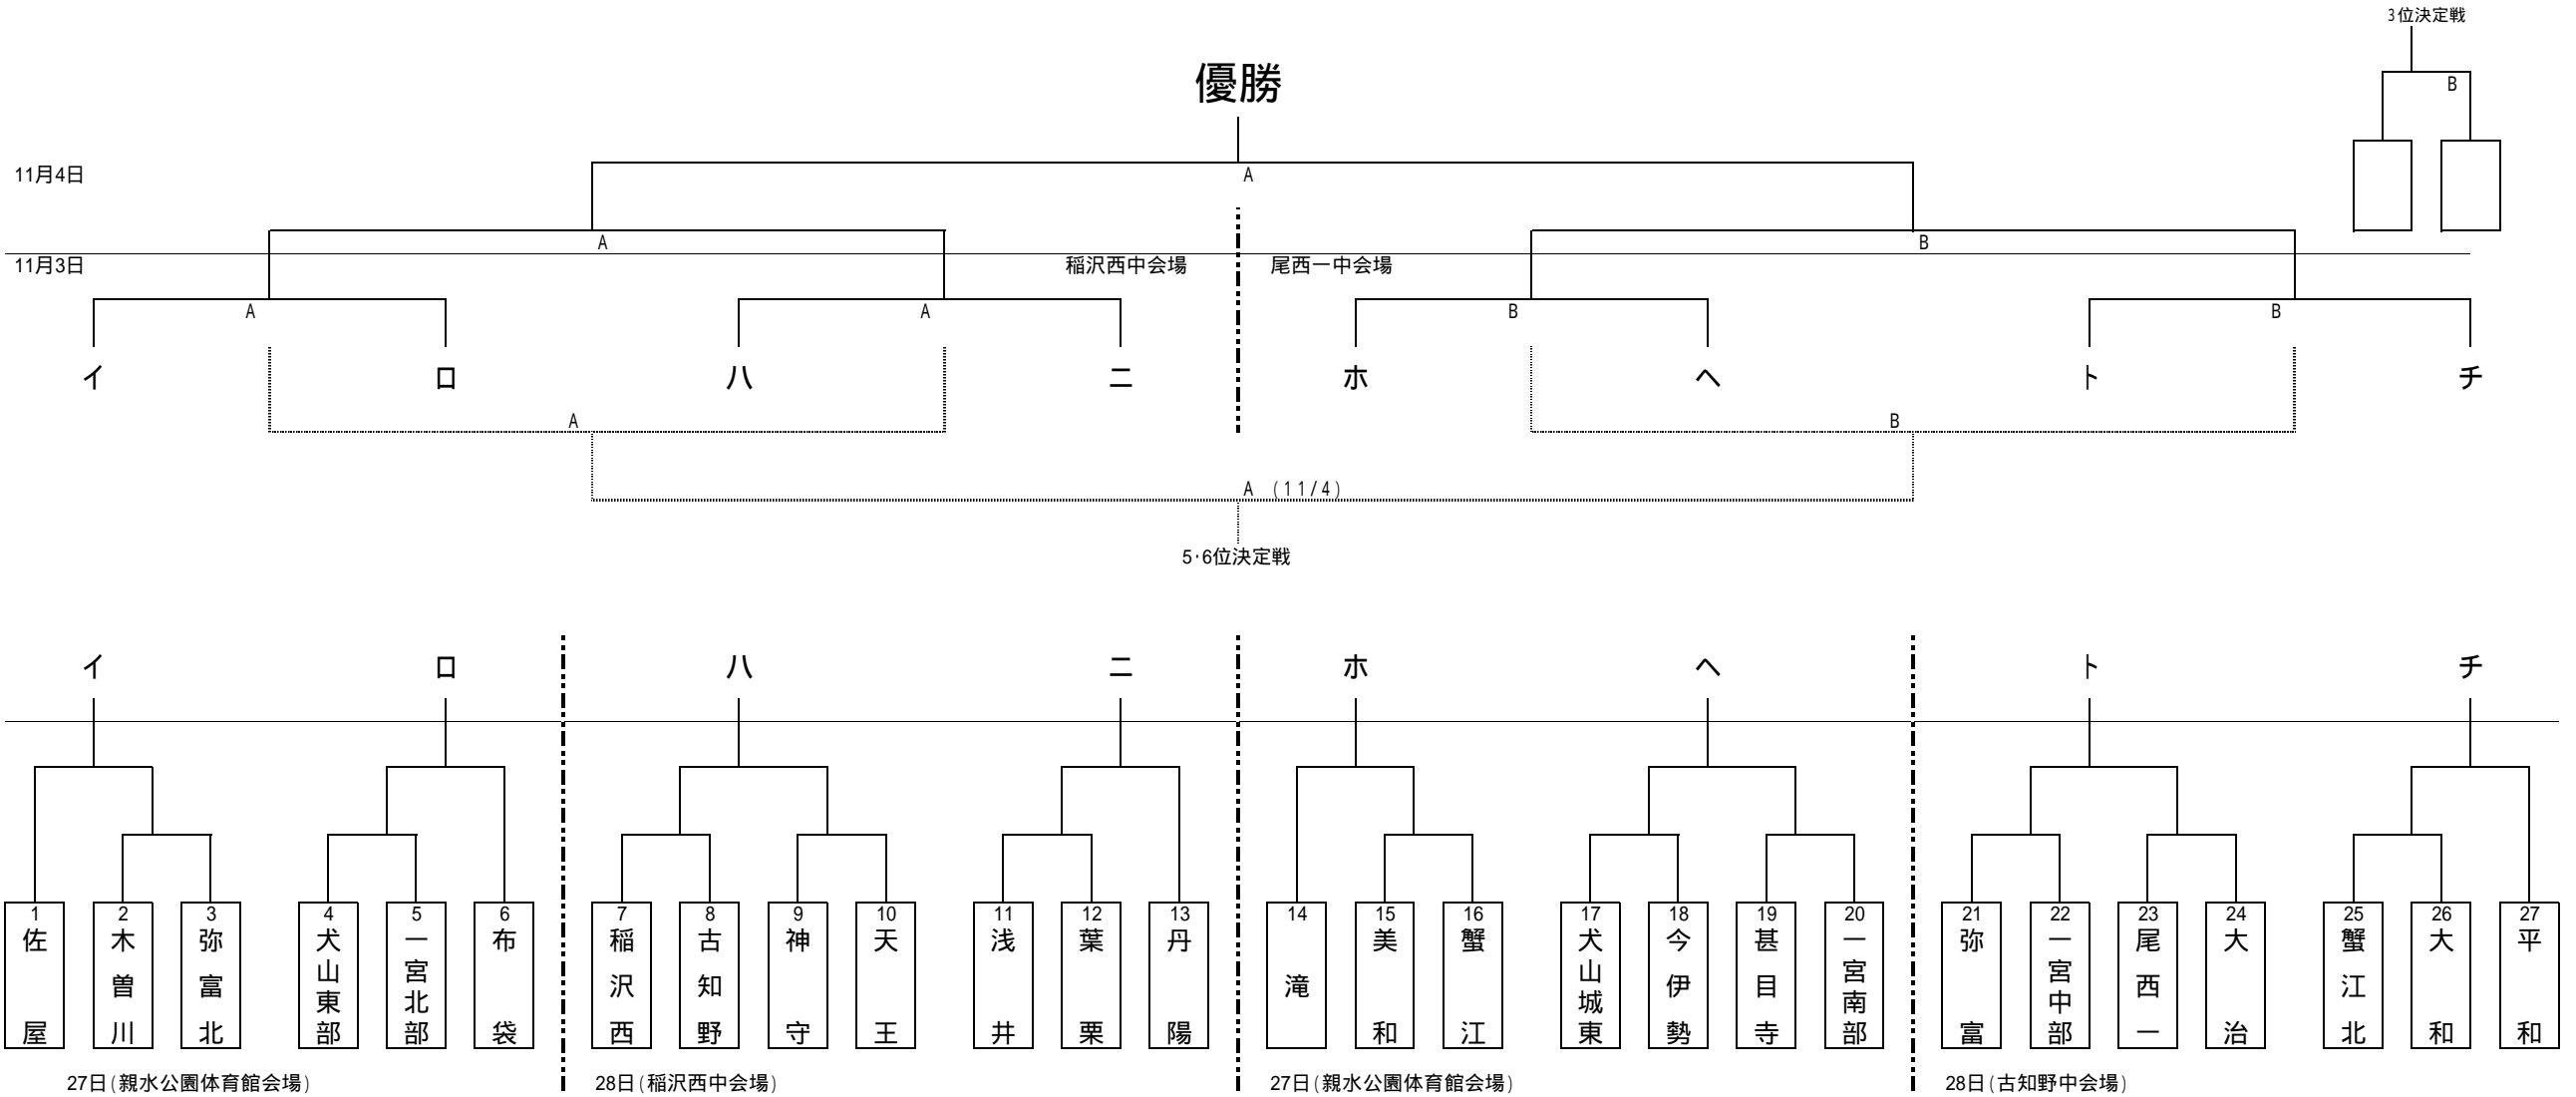 3位決定戦
優勝
B
11月4日
A
A
B
11月3日
稲沢西中会場
尾西一中会場
A
A
B
B
イ
ロ
ハ
ニ
ホ
ヘ
ト
チ
A
B
A (11/4)
5・6位決定戦
イ
ロ
ハ
ニ
ホ
ヘ
ト
チ
1 佐屋
2 木曽川
3 弥富北
4 犬山東部
5 一宮北部
6 布袋
7 稲沢西
8 古知野
9 神守
10 天王
11 浅井
12 葉栗
13 丹陽
14 滝
15 美和
16 蟹江
17 犬山城東
18 今伊勢
19 甚目寺
20 一宮南部
21 弥富
22 一宮中部
23 尾西一
24 大治
25 蟹江北
26 大和
27 平和
27日(親水公園体育館会場)
28日(稲沢西中会場)
27日(親水公園体育館会場)
28日(古知野中会場)